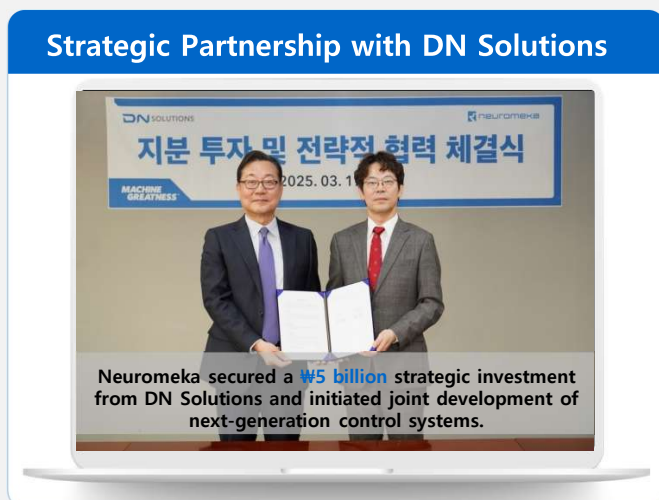 Strategic Partnership with DN Solutions
DN SOLUTIONS
neuromeka
지분 투자 및 전략적 협력 체결식
MACHINE
GREATNESS
Neuromeka secured a ₩5 billion strategic investment
from DN Solutions and initiated joint development of
next-generation control systems.